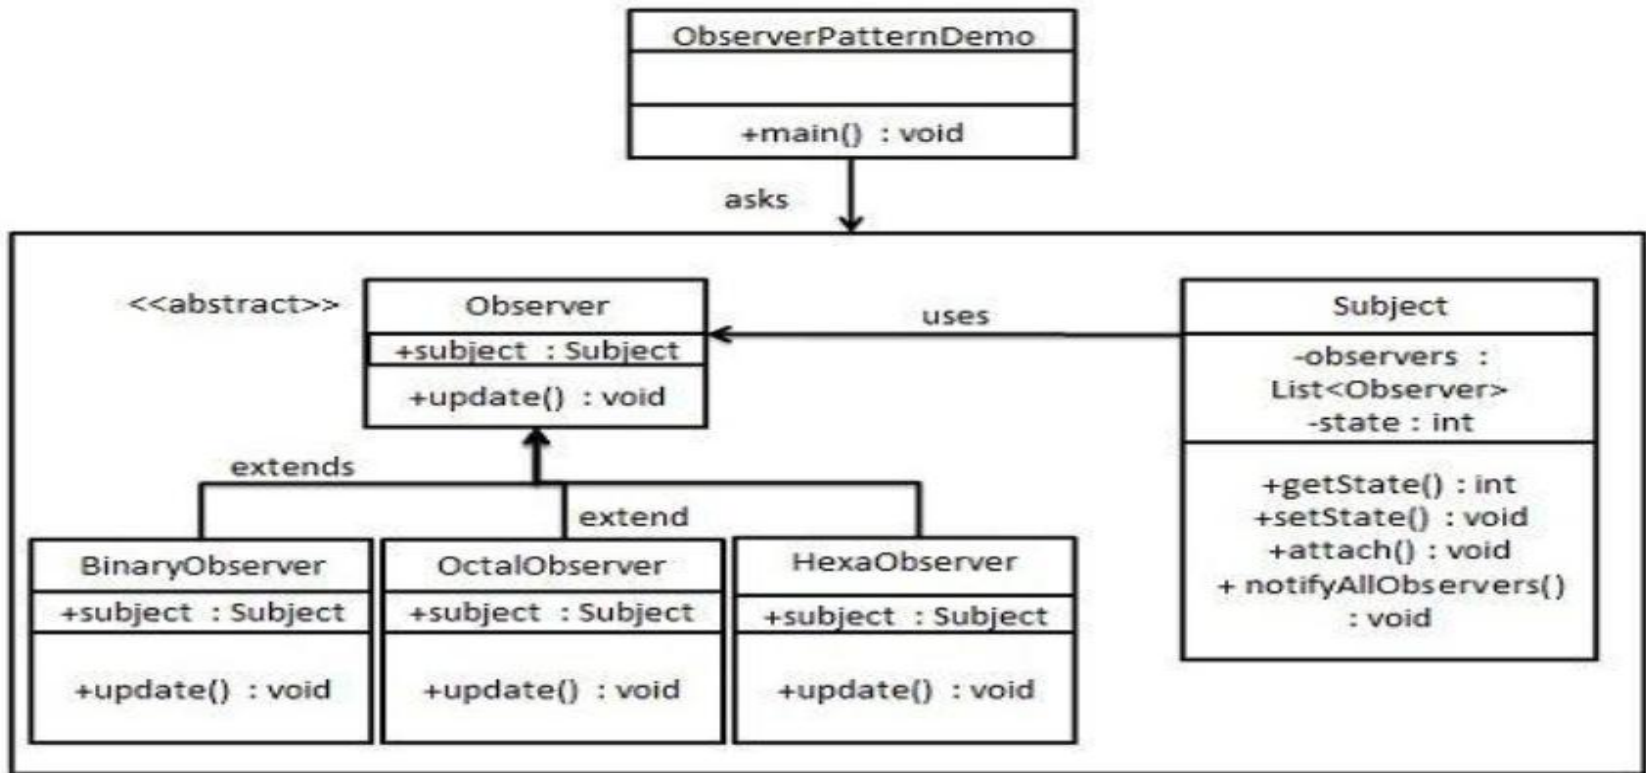 ObserverPatternDemo
+main() : void
asks
<<abstract>>
Observer
+subject : Subject
+update() : void
uses
Subject
-observers :
List<Observer>
-state : int
+getState() : int
+setState() : void
+attach() : void
+ notifyAllObservers()
: void
extends
extend
BinaryObserver
+subject : Subject
+update() : void
OctalObserver
+subject : Subject
+update() : void
HexaObserver
+subject : Subject
+update() : void